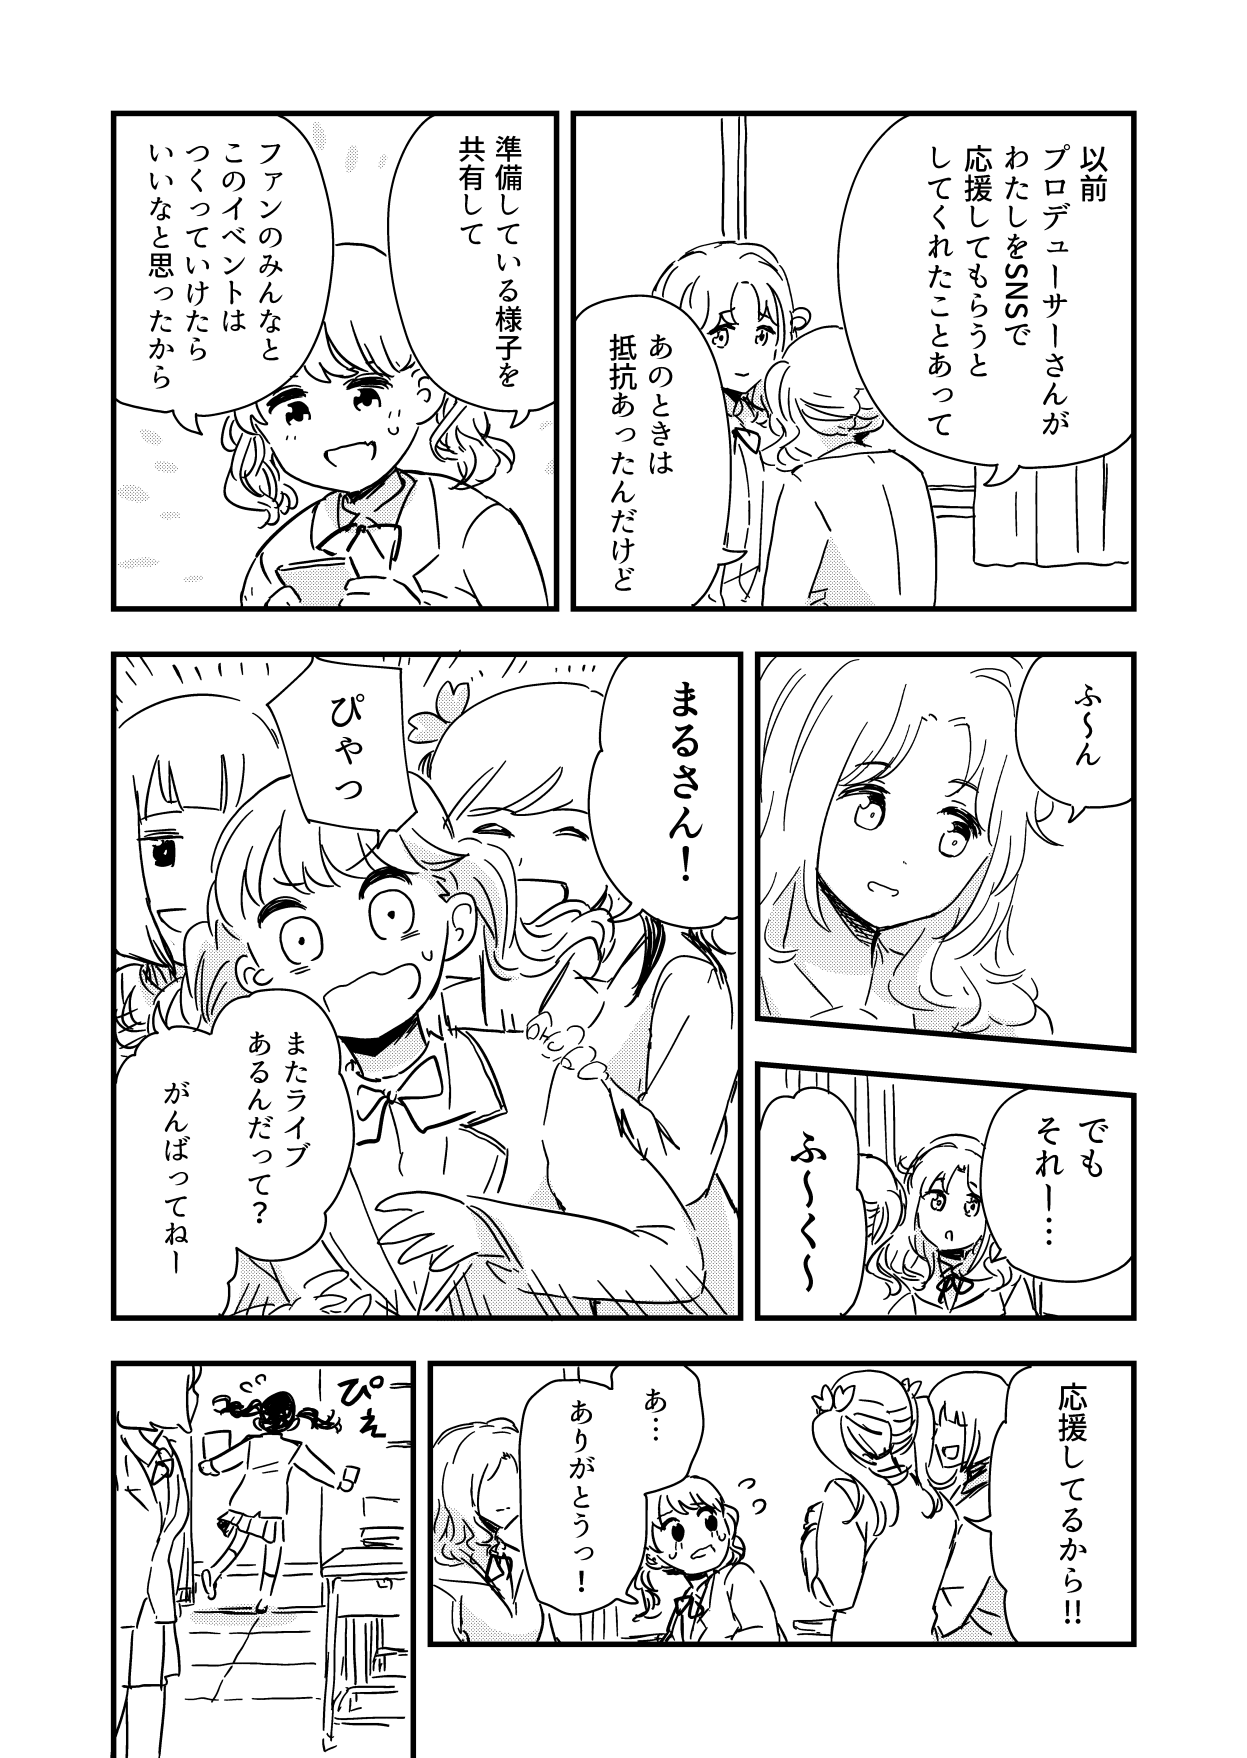 以前
プロデューサーさんが
わたしをSNSで
応援してもらうと
してくれたことあって
あのときは
抵抗あったんだけど
準備している様子を
共有して
ファンのみんなと
このイベントは
つくっていけたら
いいなと思ったから
ふ〜ん
でも
それー…
ふ〜く〜
まるさん！
ぴゃっ
またライブ
あるんだって？
がんばってねー
応援してるから!!
あ…
ありがとうっ！
ぴえ